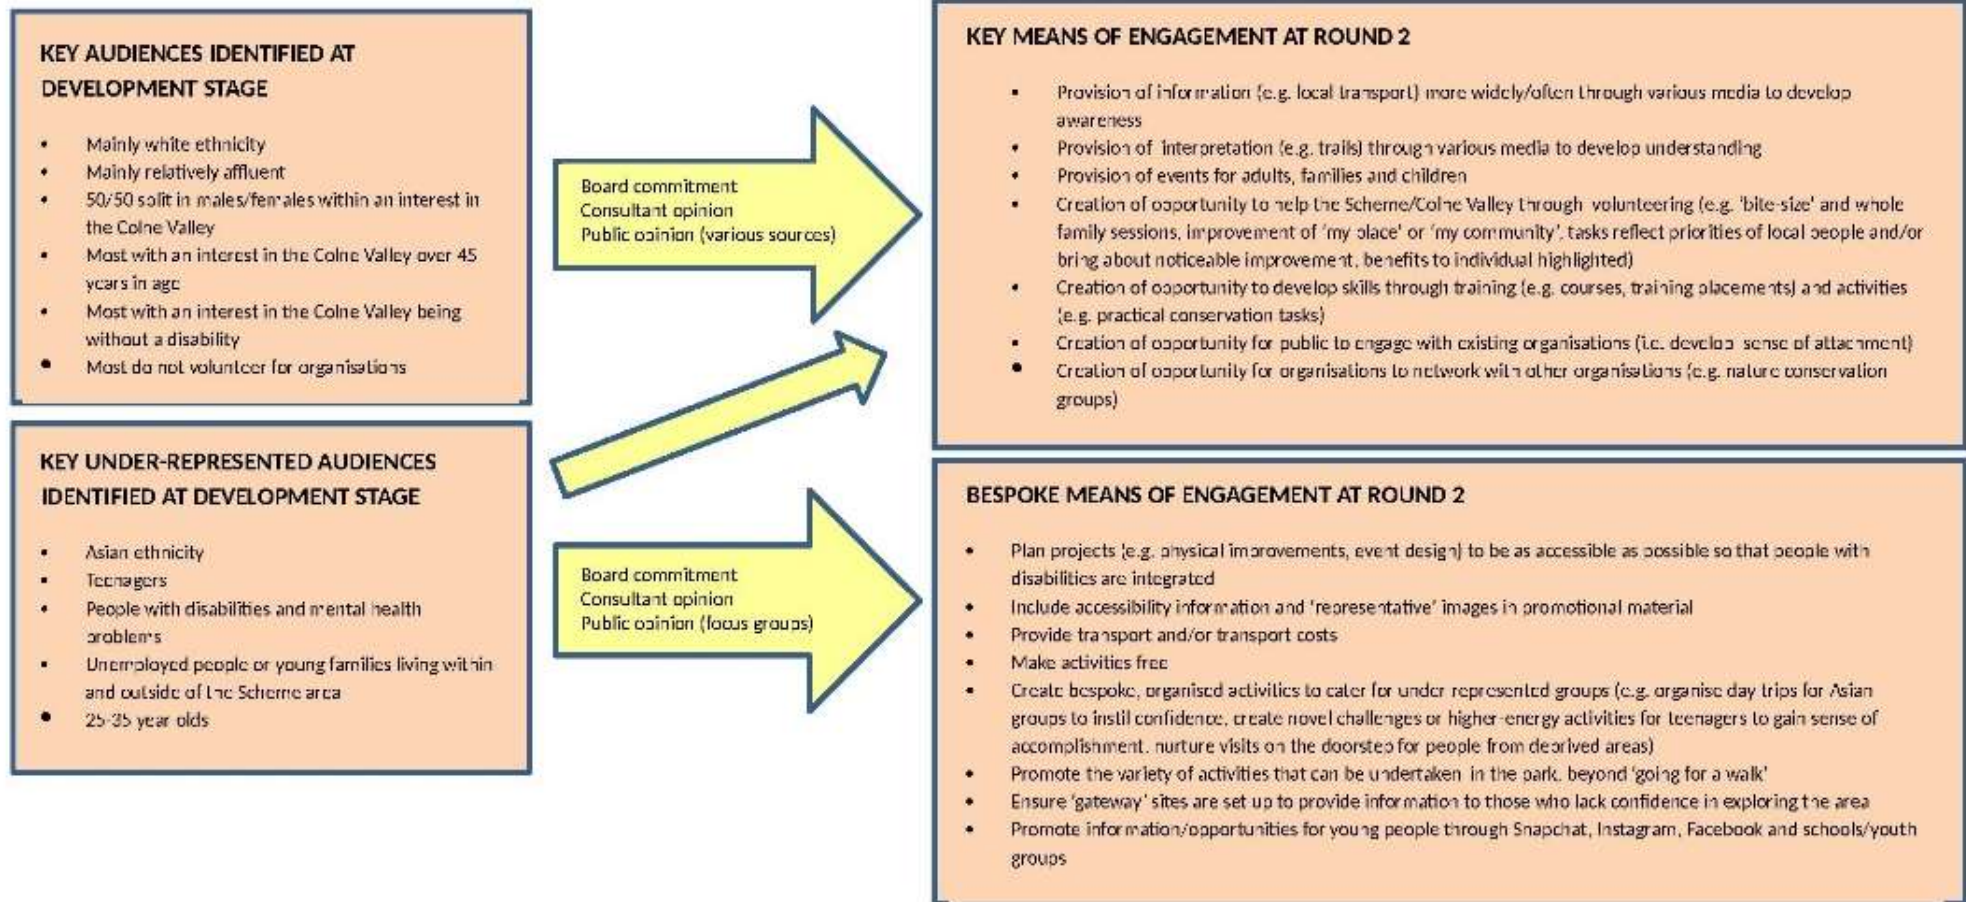 KEY AUDIENCES IDENTIFIED AT
DEVELOPMENT STAGE
• Mainly white ethnicity
• Mainly relatively affluent
• 50/50 split in males/females within an interest in
the Colne Valley
• Most with an interest in the Colne Valley over 45
years in age
• Most with an interest in the Colne Valley being
without a disability
• Most do not volunteer for organisations
KEY UNDER-REPRESENTED AUDIENCES
IDENTIFIED AT DEVELOPMENT STAGE
• Asian ethnicity
• Teenagers
• People with disabilities and mental health
problems
• Unemployed people or young families living within
and outside of the Scheme area
• 25-35 year olds
Board commitment
Consultant opinion
Public opinion (various sources)
Board commitment
Consultant opinion
Public opinion (focus groups)
KEY MEANS OF ENGAGEMENT AT ROUND 2
• Provision of information (e.g. local transport) more widely/often through various media to develop
awareness
• Provision of interpretation (e.g. trails) through various media to develop understanding
• Provision of events for adults, families and children
• Creation of opportunity to help the Scheme/Colne Valley through volunteering (e.g. 'bite-size' and whole
family sessions, improvement of 'my place' or 'my community', tasks reflect priorities of local people and/or
bring about noticeable improvement, benefits to individual highlighted)
• Creation of opportunity to develop skills through training (e.g. courses, training placements) and activities
(e.g. practical conservation tasks)
• Creation of opportunity for public to engage with existing organisations (i.e. develop sense of attachment)
• Creation of opportunity for organisations to network with other organisations (e.g. nature conservation
groups)
BESPOKE MEANS OF ENGAGEMENT AT ROUND 2
• Plan projects (e.g. physical improvements, event design) to be as accessible as possible so that people with
disabilities are integrated
• Include accessibility information and 'representative' images in promotional material
• Provide transport and/or transport costs
• Make activities free
• Create bespoke, organised activities to cater for under represented groups (e.g. organise day trips for Asian
groups to instil confidence, create novel challenges or higher-energy activities for teenagers to gain sense of
accomplishment, nurture visits on the doorstep for people from deprived areas)
• Promote the variety of activities that can be undertaken in the park, beyond 'going for a walk'
• Ensure 'gateway' sites are set up to provide information to those who lack confidence in exploring the area
• Promote information/opportunities for young people through Snapchat, Instagram, Facebook and schools/youth
groups